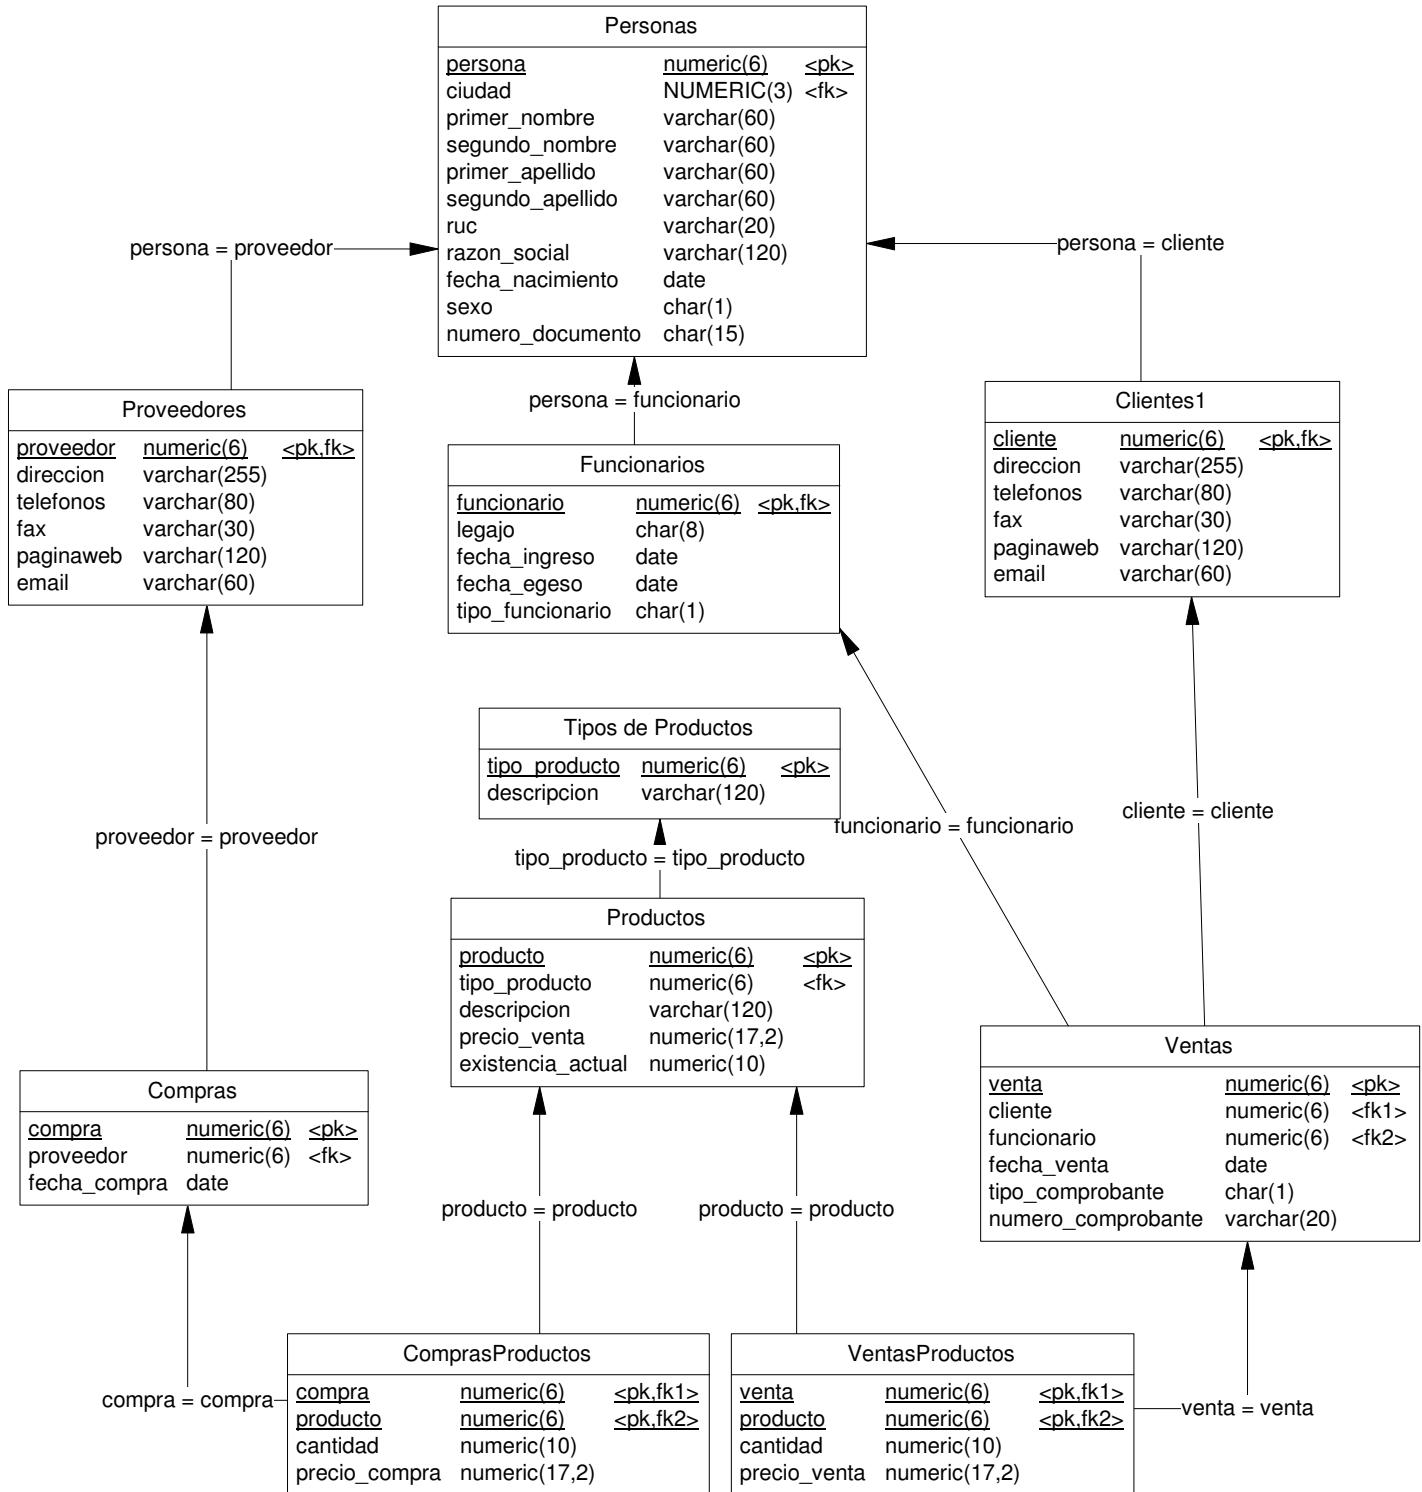 Personas
persona numeric(6) <pk>
ciudad NUMERIC(3) <fk>
primer_nombre varchar(60)
segundo_nombre varchar(60)
primer_apellido varchar(60)
segundo_apellido varchar(60)
ruc varchar(20)
razon_social varchar(120)
fecha_nacimiento date
sexo char(1)
numero_documento char(15)
persona = proveedor
persona = cliente
persona = funcionario
Proveedores
proveedor numeric(6) <pk,fk>
direccion varchar(255)
telefonos varchar(80)
fax varchar(30)
paginaweb varchar(120)
email varchar(60)
Funcionarios
funcionario numeric(6) <pk,fk>
legajo char(8)
fecha_ingreso date
fecha_egeso date
tipo_funcionario char(1)
Clientes1
cliente numeric(6) <pk,fk>
direccion varchar(255)
telefonos varchar(80)
fax varchar(30)
paginaweb varchar(120)
email varchar(60)
Tipos de Productos
tipo_producto numeric(6) <pk>
descripcion varchar(120)
proveedor = proveedor
tipo_producto = tipo_producto
funcionario = funcionario
cliente = cliente
Productos
producto numeric(6) <pk>
tipo_producto numeric(6) <fk>
descripcion varchar(120)
precio_venta numeric(17,2)
existencia_actual numeric(10)
Compras
compra numeric(6) <pk>
proveedor numeric(6) <fk>
fecha_compra date
Ventas
venta numeric(6) <pk>
cliente numeric(6) <fk1>
funcionario numeric(6) <fk2>
fecha_venta date
tipo_comprobante char(1)
numero_comprobante varchar(20)
producto = producto
producto = producto
compra = compra
ComprasProductos
compra numeric(6) <pk,fk1>
producto numeric(6) <pk,fk2>
cantidad numeric(10)
precio_compra numeric(17,2)
VentasProductos
venta numeric(6) <pk,fk1>
producto numeric(6) <pk,fk2>
cantidad numeric(10)
precio_venta numeric(17,2)
venta = venta